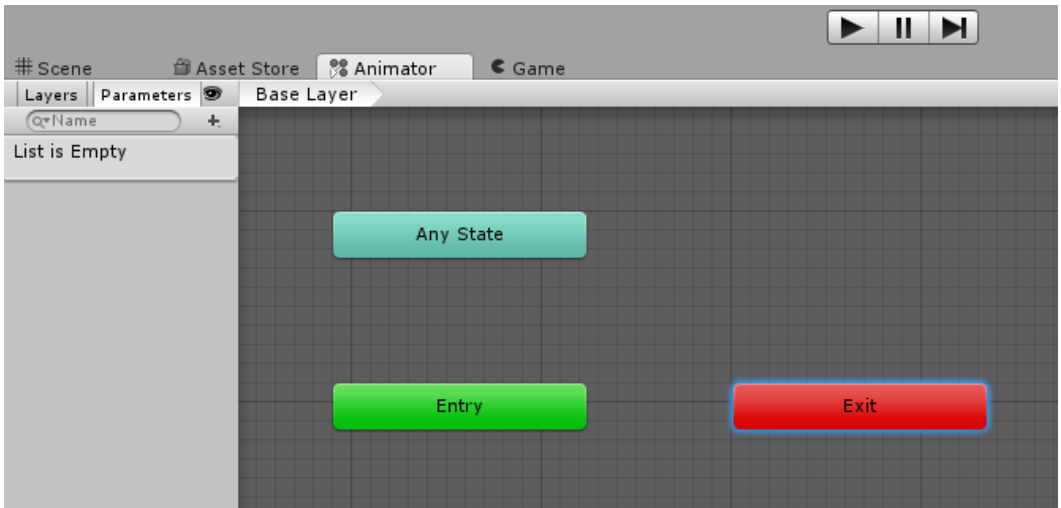 Scene Asset Store Animator Game
Layers Parameters Base Layer
Name
List is Empty
Any State
Entry Exit